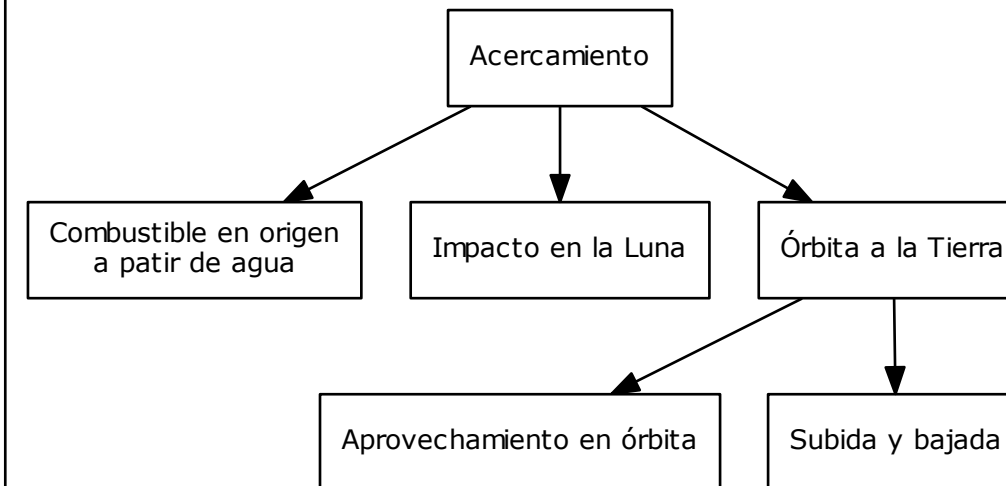 Acercamiento
Combustible en origen
a patir de agua
Impacto en la Luna
Órbita a la Tierra
Aprovechamiento en órbita
Subida y bajada